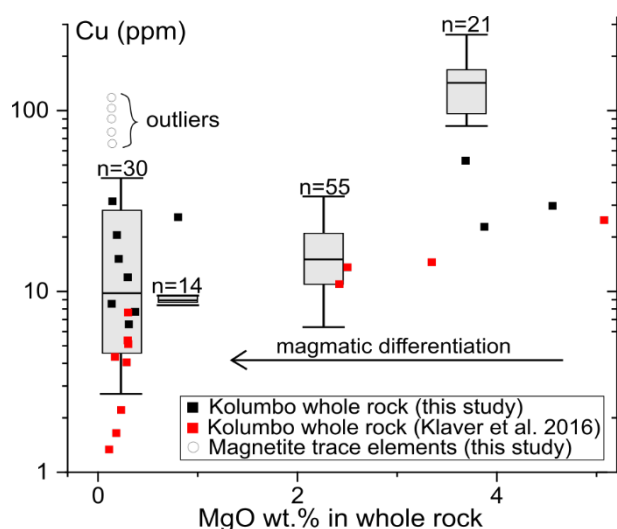 Cu (ppm)
n=21
100
outliers
n=30
n=55
n=14
10
magmatic differentiation
Kolumbo whole rock (this study)
Kolumbo whole rock (Klaver et al. 2016)
Magnetite trace elements (this study)
1
0
2
4
MgO wt.% in whole rock